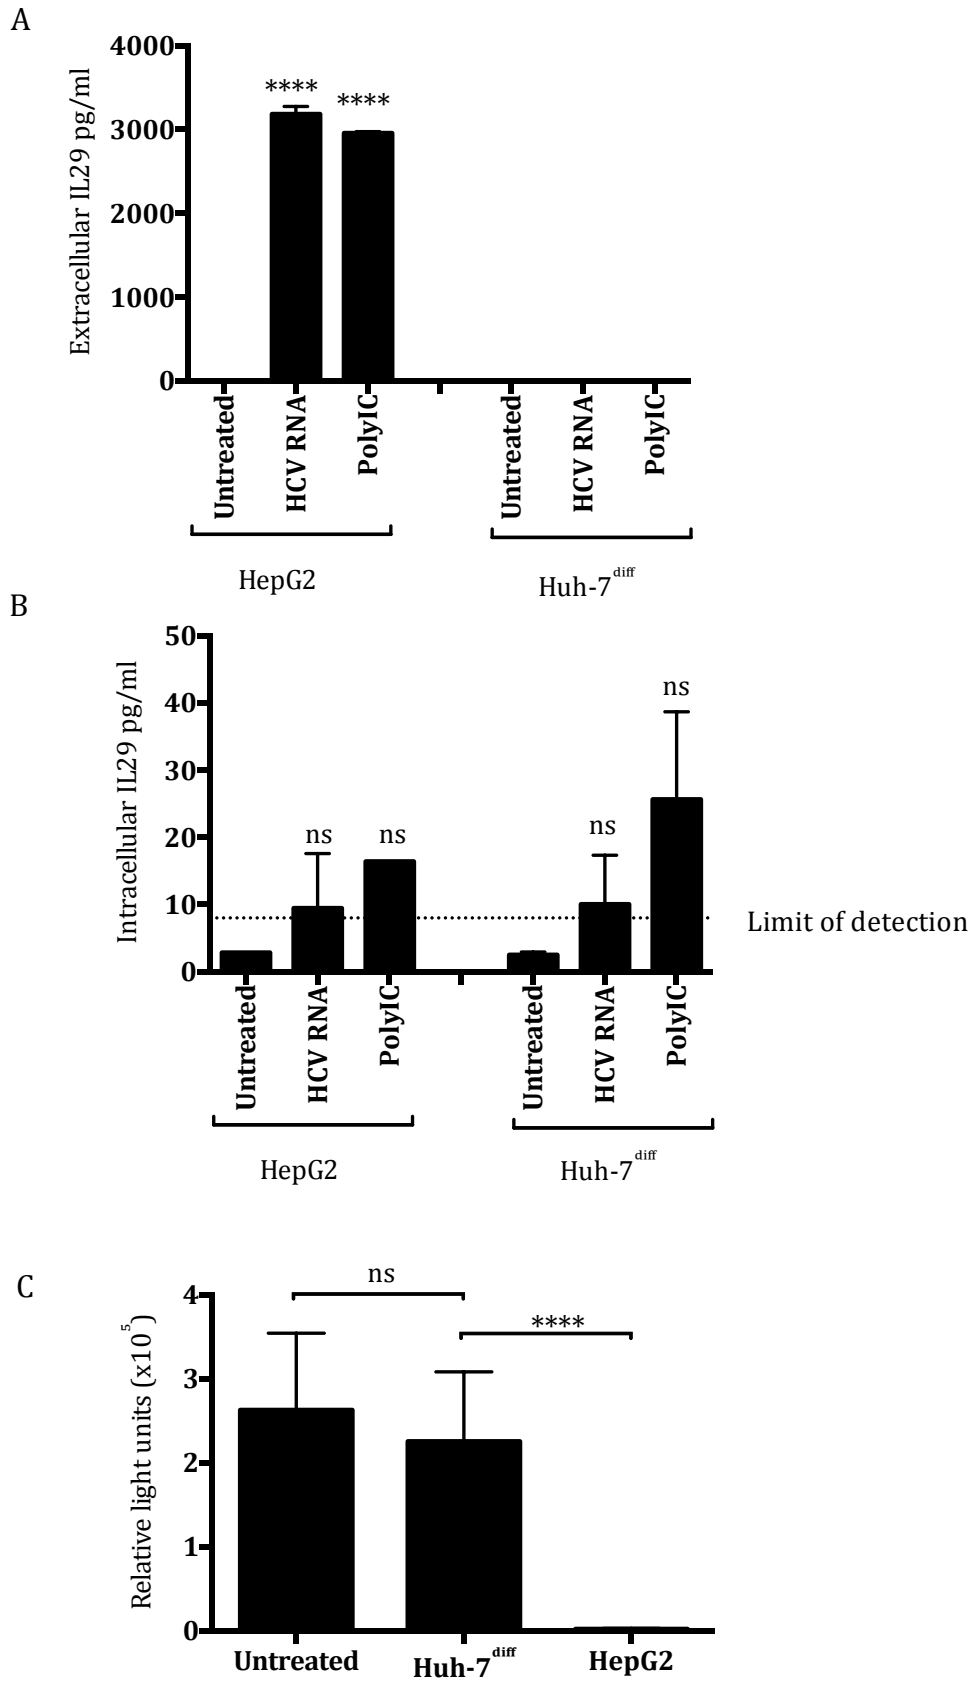 A
Extracellular IL29 pg/ml
4000
3000
2000
1000
0
****
****
Untreated
HCV RNA
PolyIC
Untreated
HCV RNA
PolyIC
HepG2
Huh-7diff
B
Intracellular IL29 pg/ml
50
40
30
20
10
0
ns
ns
ns
ns
Limit of detection
Untreated
HCV RNA
PolyIC
Untreated
HCV RNA
PolyIC
HepG2
Huh-7diff
C
Relative light units (x10⁵)
4
3
2
1
0
ns
****
Untreated
Huh-7diff
HepG2